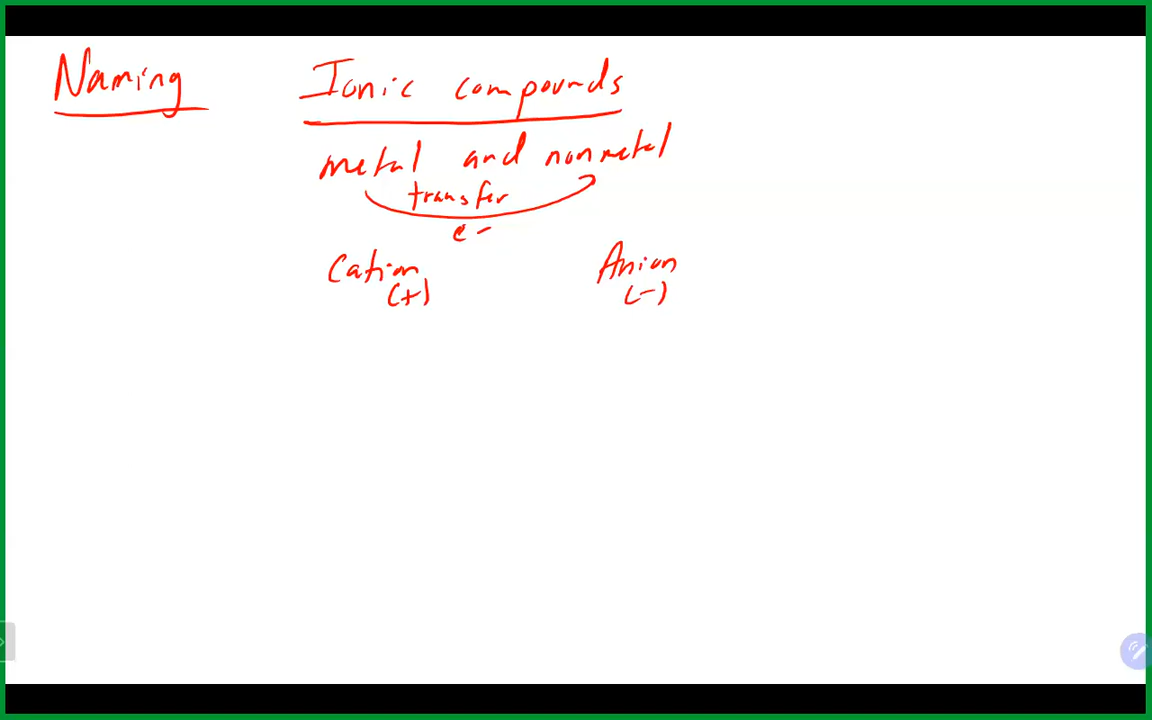 Naming Ionic compounds
metal and nonmetal
transfer
e-
Cation Anion
(+) (-)